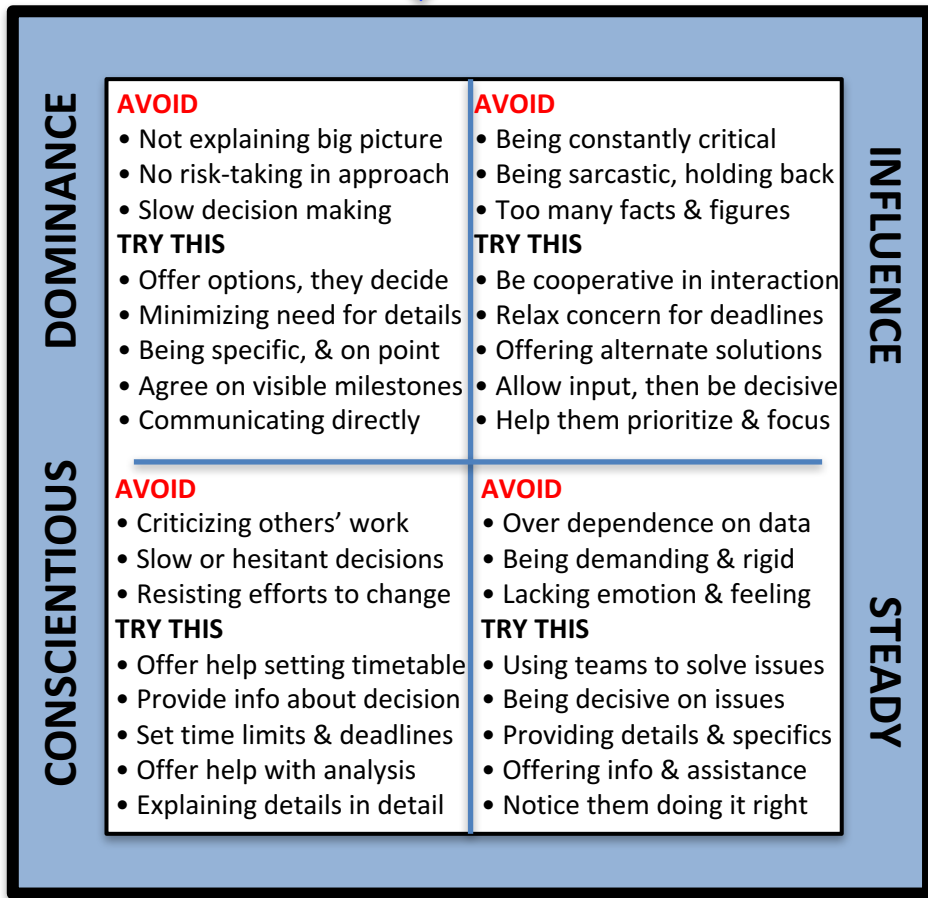 DOMINANCE
AVOID
• Not explaining big picture
• No risk-taking in approach
• Slow decision making
TRY THIS
• Offer options, they decide
• Minimizing need for details
• Being specific, & on point
• Agree on visible milestones
• Communicating directly
INFLUENCE
AVOID
• Being constantly critical
• Being sarcastic, holding back
• Too many facts & figures
TRY THIS
• Be cooperative in interaction
• Relax concern for deadlines
• Offering alternate solutions
• Allow input, then be decisive
• Help them prioritize & focus
CONSCIENTIOUS
AVOID
• Criticizing others’ work
• Slow or hesitant decisions
• Resisting efforts to change
TRY THIS
• Offer help setting timetable
• Provide info about decision
• Set time limits & deadlines
• Offer help with analysis
• Explaining details in detail
STEADY
AVOID
• Over dependence on data
• Being demanding & rigid
• Lacking emotion & feeling
TRY THIS
• Using teams to solve issues
• Being decisive on issues
• Providing details & specifics
• Offering info & assistance
• Notice them doing it right